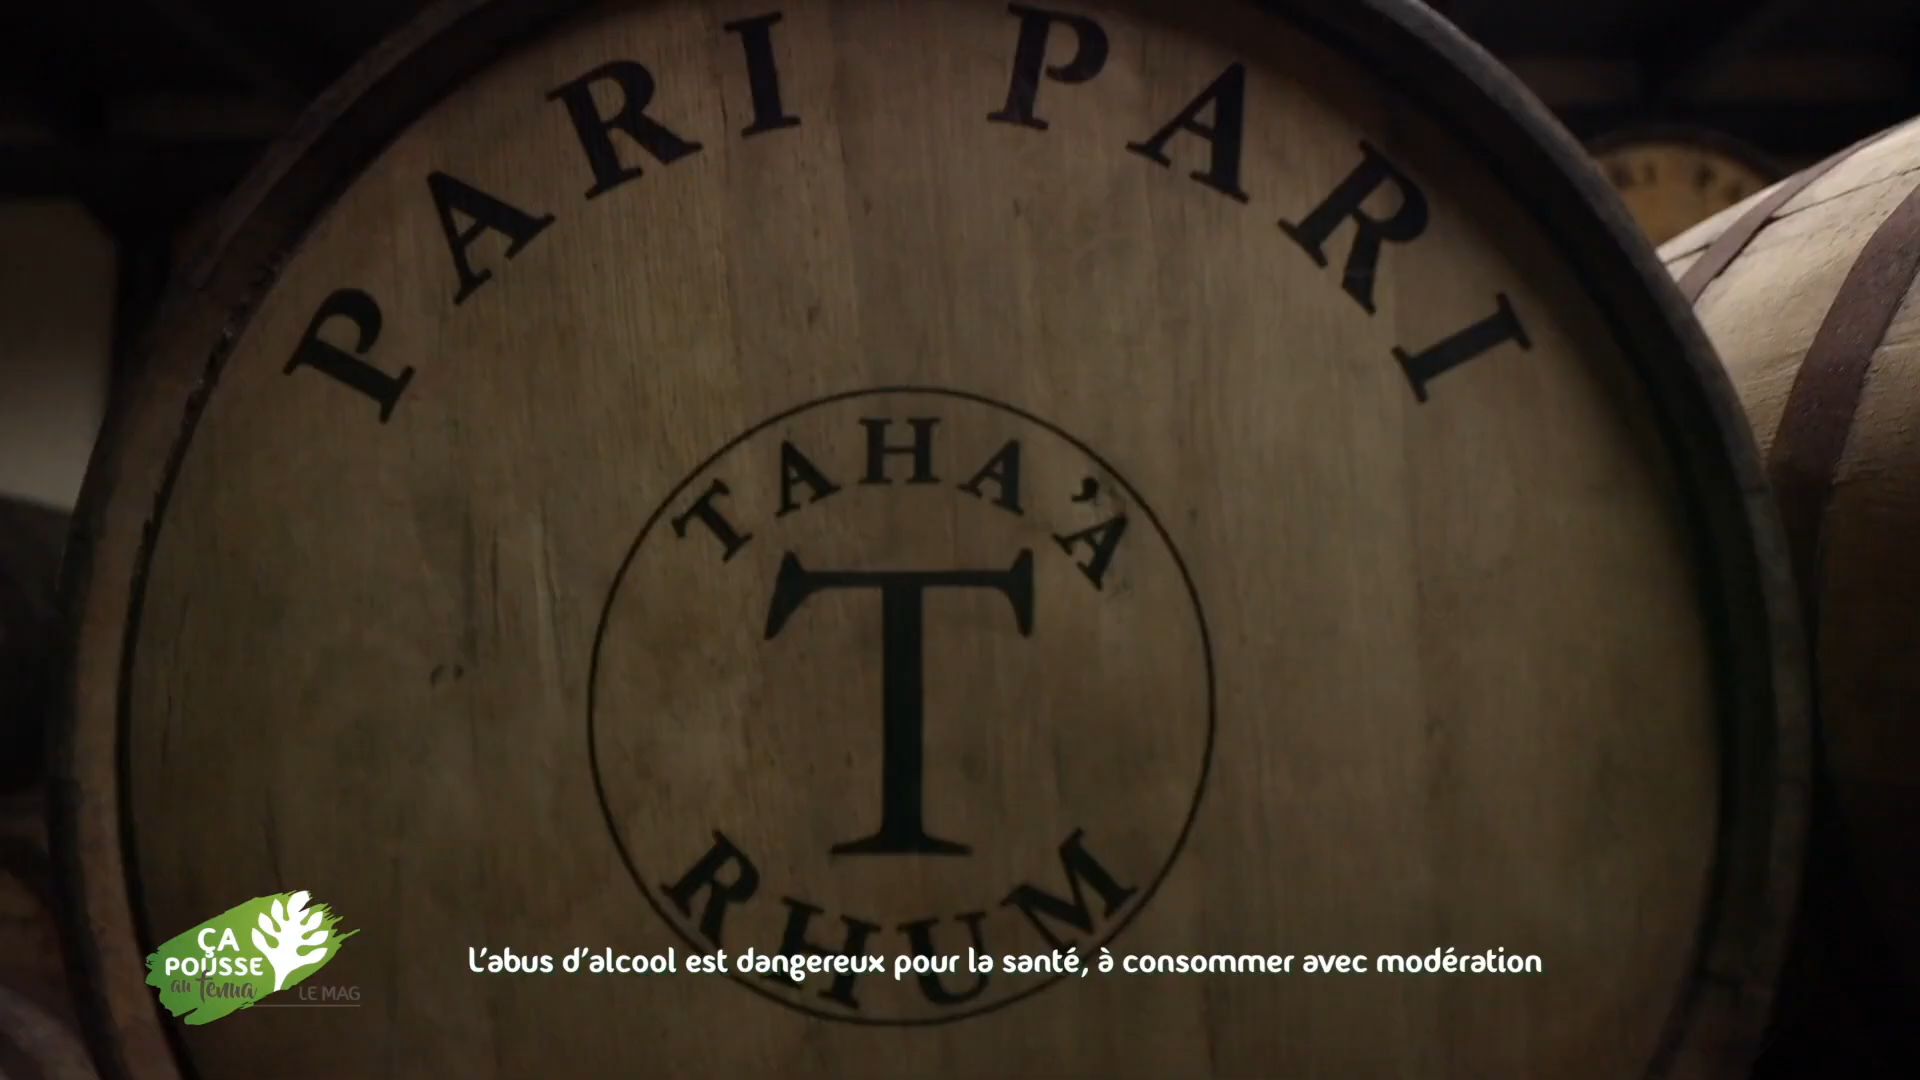 PARI PARI
TAHA'A
T
RHUM
ÇA
POUSSE
au fenua
LE MAG
L'abus d'alcool est dangereux pour la santé, à consommer avec modération